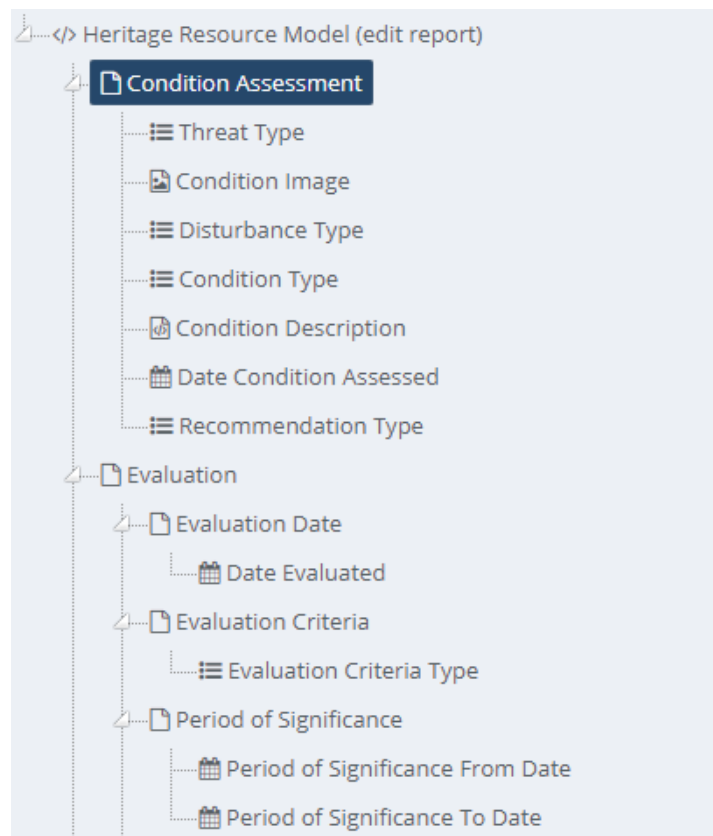 </> Heritage Resource Model (edit report)
Condition Assessment
Threat Type
Condition Image
Disturbance Type
Condition Type
Condition Description
Date Condition Assessed
Recommendation Type
Evaluation
Evaluation Date
Date Evaluated
Evaluation Criteria
Evaluation Criteria Type
Period of Significance
Period of Significance From Date
Period of Significance To Date